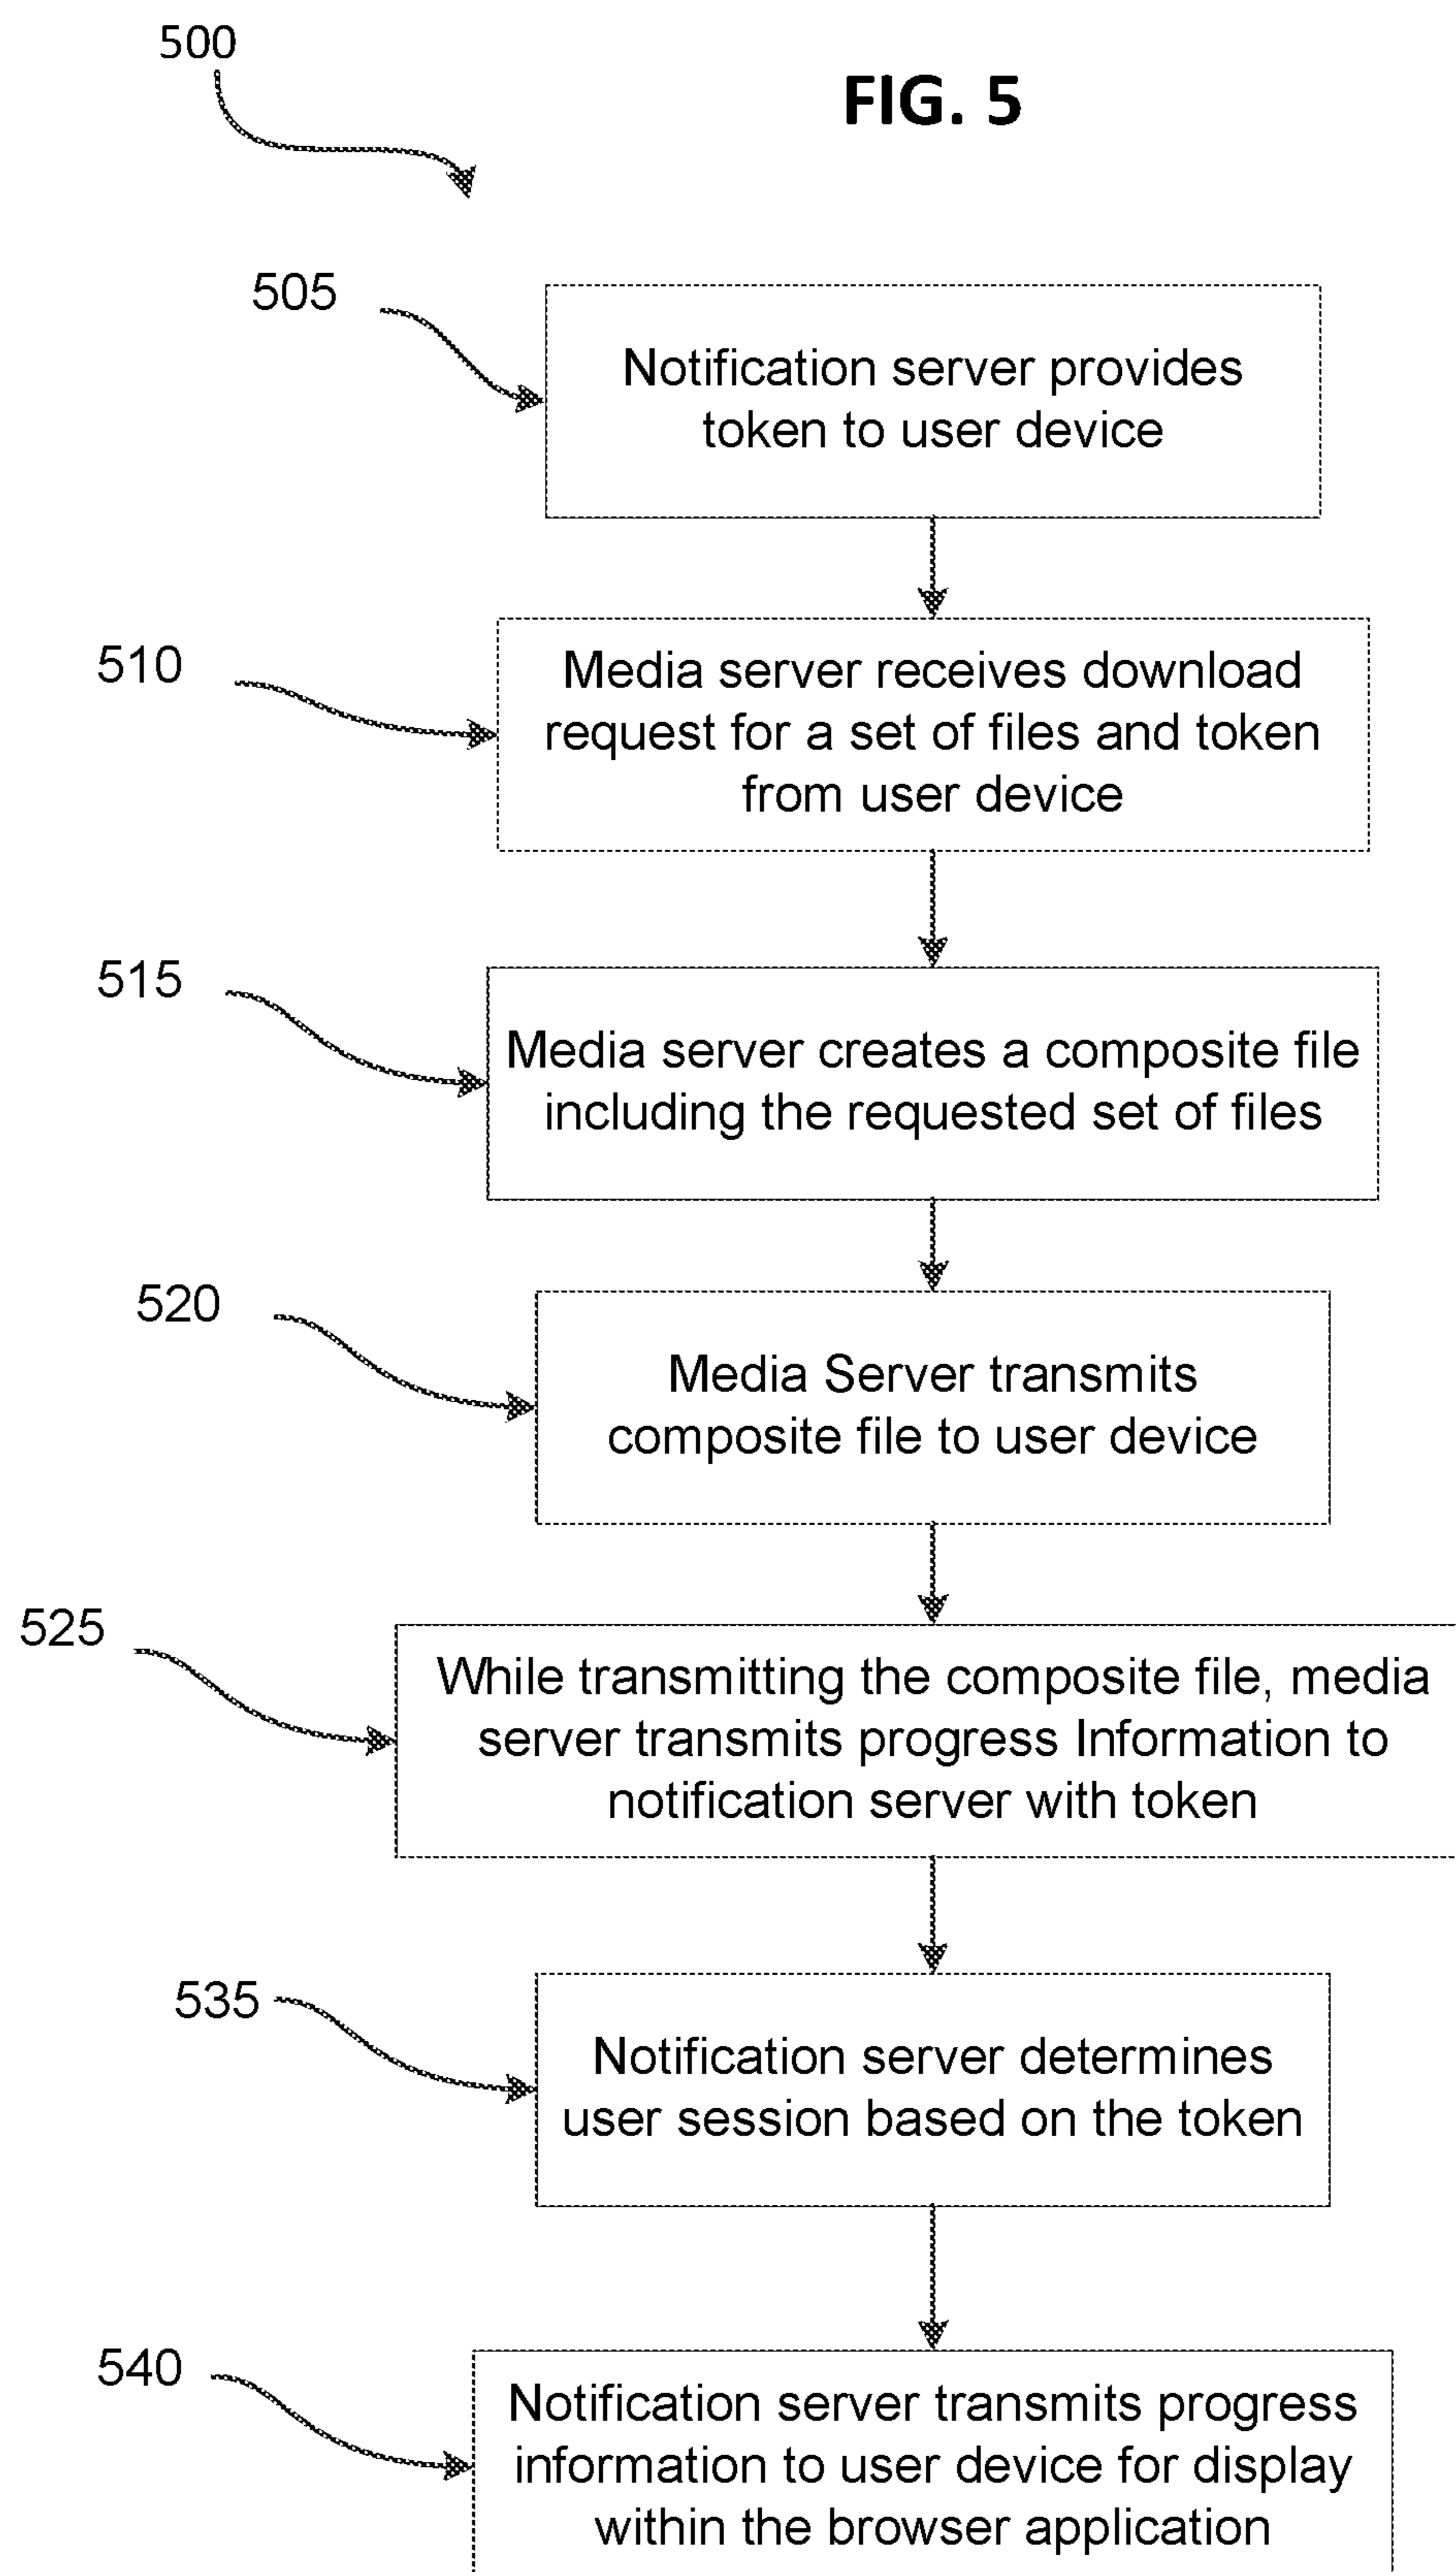 500
FIG. 5
505
Notification server provides
token to user device
510
Media server receives download
request for a set of files and token
from user device
515
Media server creates a composite file
including the requested set of files
520
Media Server transmits
composite file to user device
525
While transmitting the composite file, media
server transmits progress Information to
notification server with token
535
Notification server determines
user session based on the token
540
Notification server transmits progress
information to user device for display
within the browser application